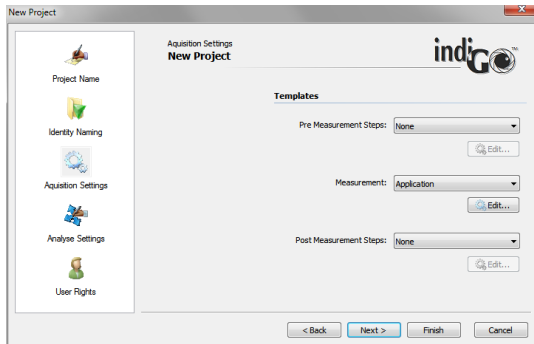 New Project
Project Name
Identity Naming
Aquisition Settings
Analyse Settings
User Rights
Aquisition Settings
New Project
indiGo™
Templates
Pre Measurement Steps: None
Edit...
Measurement: Application
Edit...
Post Measurement Steps: None
Edit...
< Back Next > Finish Cancel